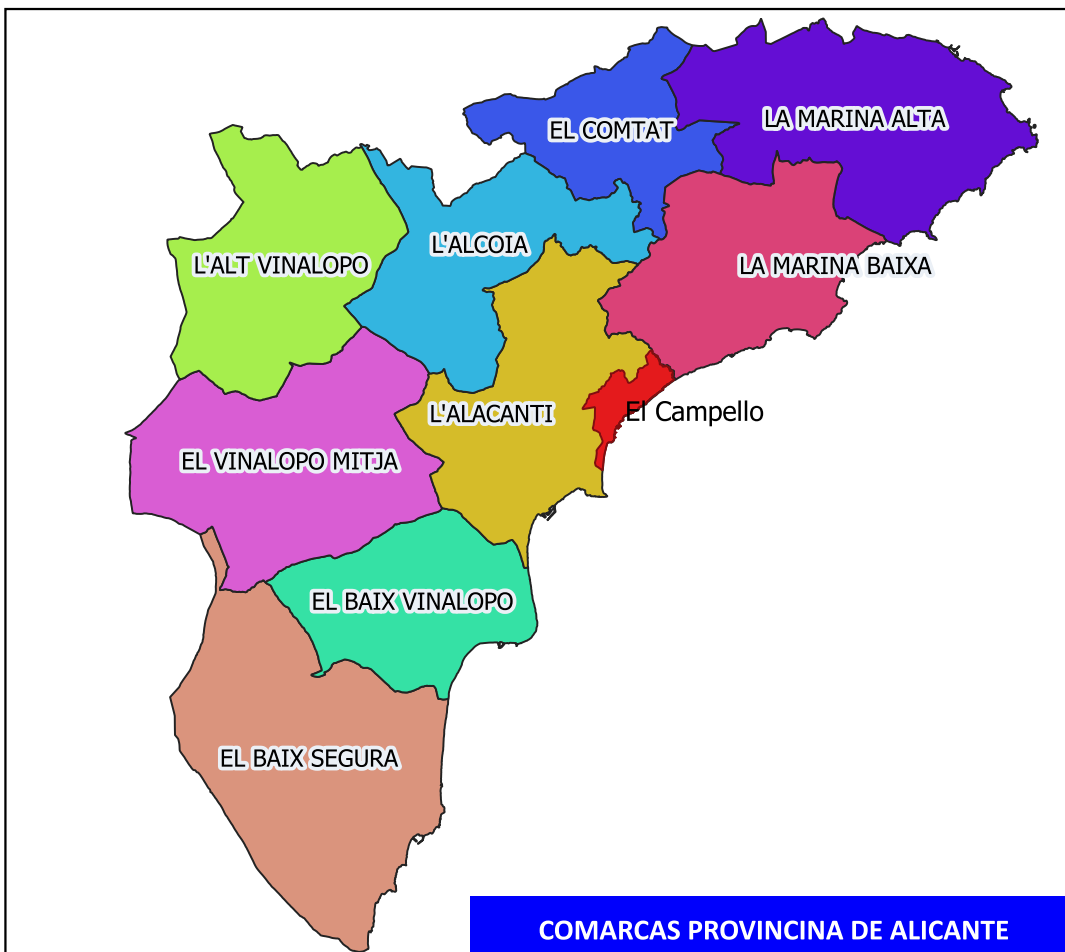 EL COMTAT
LA MARINA ALTA
L'ALCOIA
L'ALT VINALOPO
LA MARINA BAIXA
L'ALACANTI
El Campello
EL VINALOPO MITJA
EL BAIX VINALOPO
EL BAIX SEGURA
COMARCAS PROVINCINA DE ALICANTE